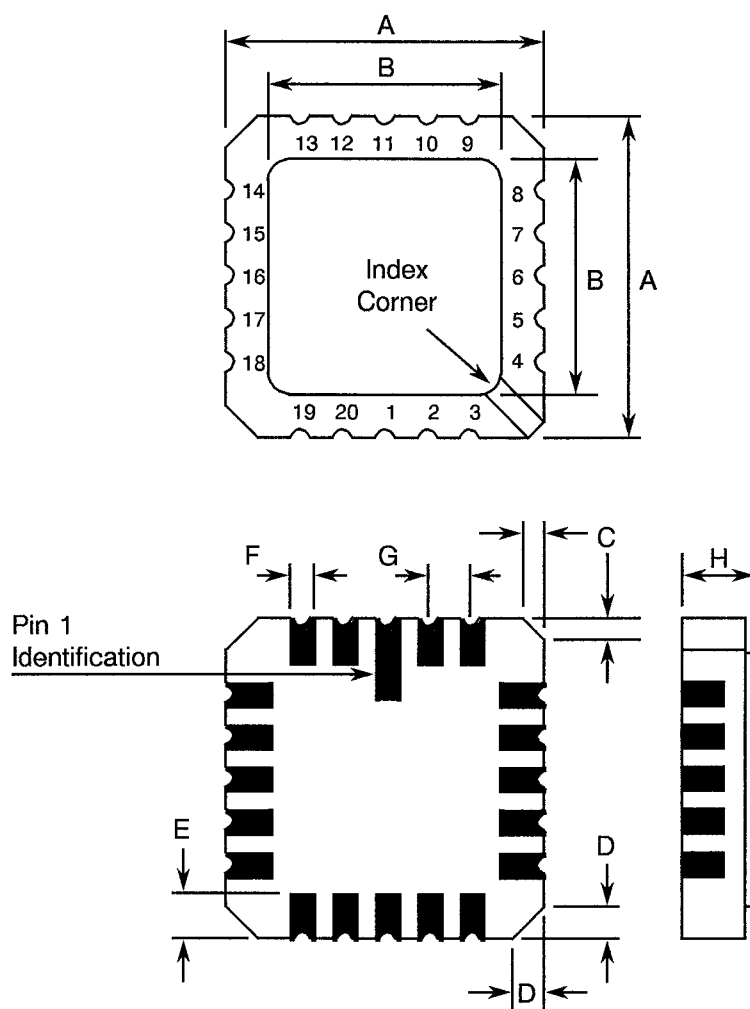 A
B
13 12 11 10 9
14 8
15 7
16 6
17 5
18 4
Index
Corner
B
A
19 20 1 2 3
F
G
C
H
Pin 1
Identification
E
D
D